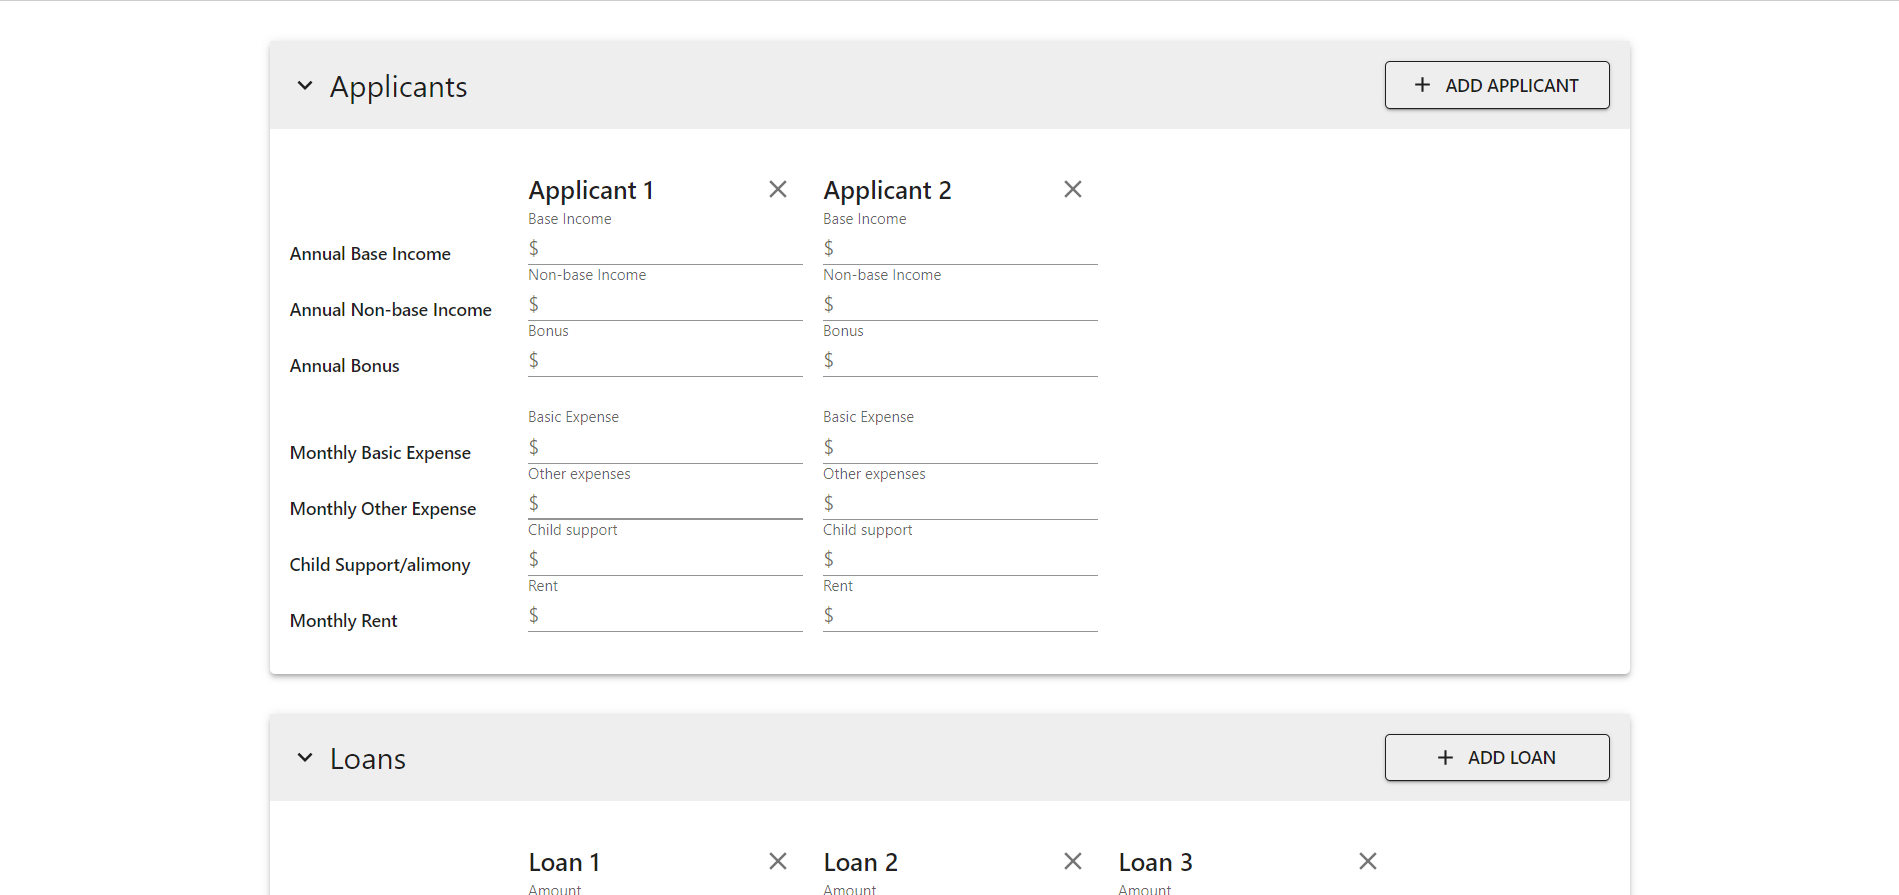 Applicants
+ ADD APPLICANT
Applicant 1 Applicant 2
Base Income Base Income
Annual Base Income $ $
Non-base Income Non-base Income
Annual Non-base Income $ $
Bonus Bonus
Annual Bonus $ $
Basic Expense Basic Expense
Monthly Basic Expense $ $
Other expenses Other expenses
Monthly Other Expense $ $
Child support Child support
Child Support/alimony $ $
Rent Rent
Monthly Rent $ $
Loans
+ ADD LOAN
Loan 1 Loan 2 Loan 3
Amount Amount Amount